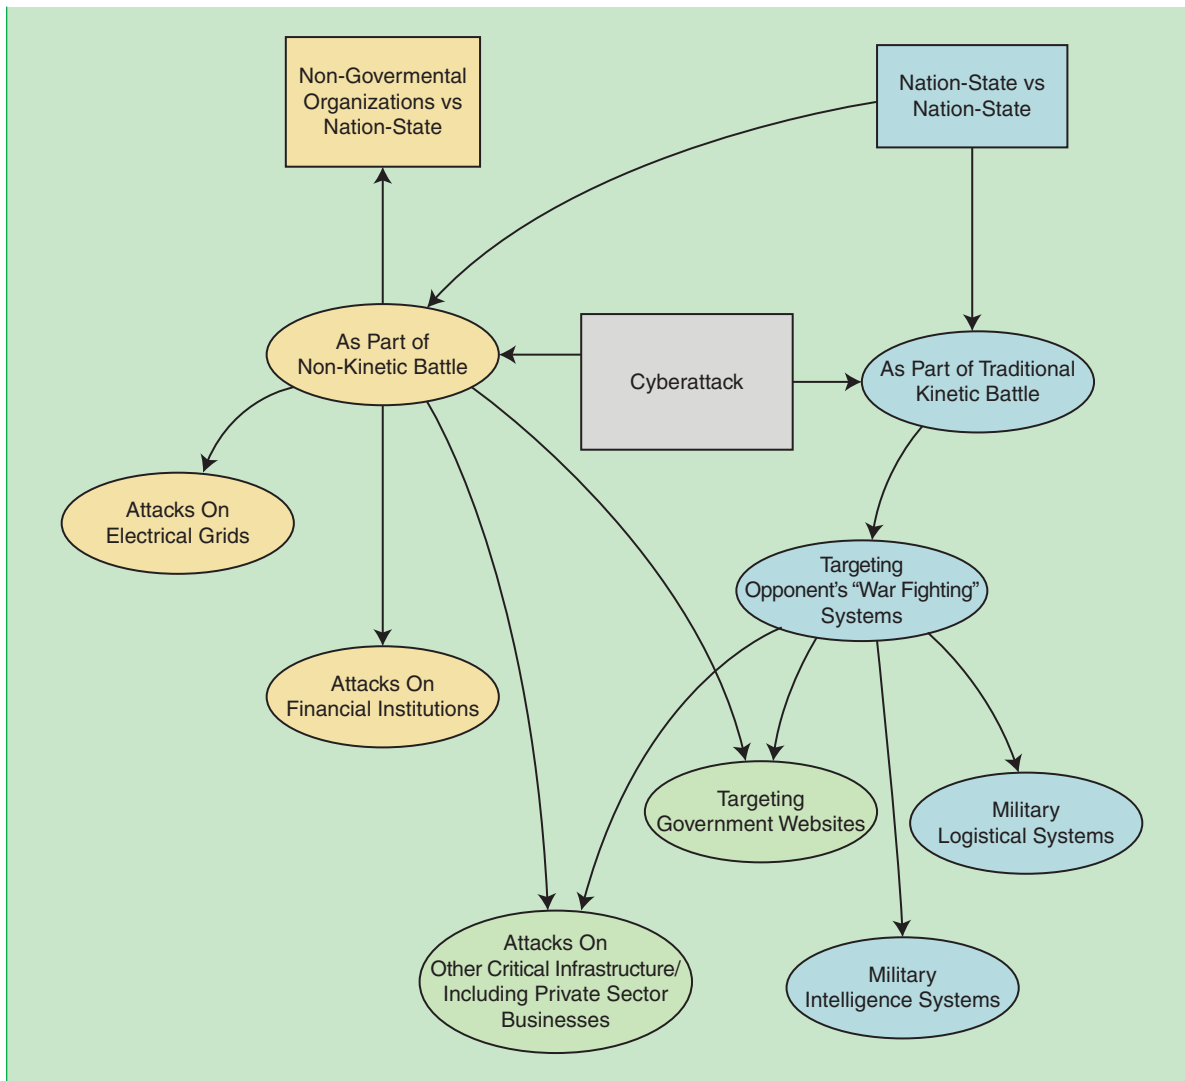 Non-Govermental
Organizations vs
Nation-State
Nation-State vs
Nation-State
As Part of
Non-Kinetic Battle
Cyberattack
As Part of Traditional
Kinetic Battle
Attacks On
Electrical Grids
Targeting
Opponent’s “War Fighting”
Systems
Attacks On
Financial Institutions
Targeting
Government Websites
Military
Logistical Systems
Attacks On
Other Critical Infrastructure/
Including Private Sector
Businesses
Military
Intelligence Systems